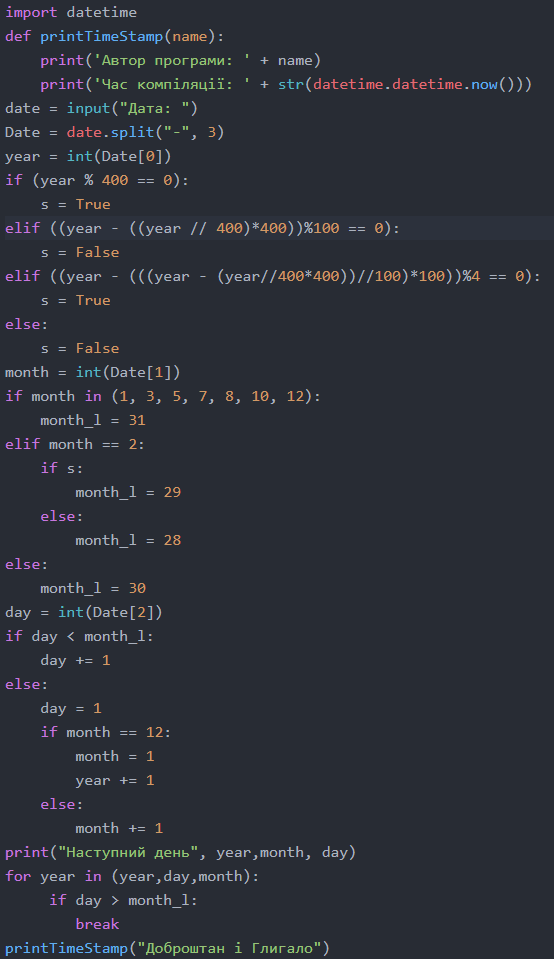 import datetime
def printTimeStamp(name):
    print('Автор програми: ' + name)
    print('Час компіляції: ' + str(datetime.datetime.now()))
date = input("Дата: ")
Date = date.split("-", 3)
year = int(Date[0])
if (year % 400 == 0):
    s = True
elif ((year - ((year // 400)*400))%100 == 0):
    s = False
elif ((year - (((year - (year//400*400))//100)*100))%4 == 0):
    s = True
else:
    s = False
month = int(Date[1])
if month in (1, 3, 5, 7, 8, 10, 12):
    month_l = 31
elif month == 2:
    if s:
        month_l = 29
    else:
        month_l = 28
else:
    month_l = 30
day = int(Date[2])
if day < month_l:
    day += 1
else:
    day = 1
    if month == 12:
        month = 1
        year += 1
    else:
        month += 1
print("Наступний день", year,month, day)
for year in (year,day,month):
     if day > month_l:
        break
printTimeStamp("Доброштан і Глигало")